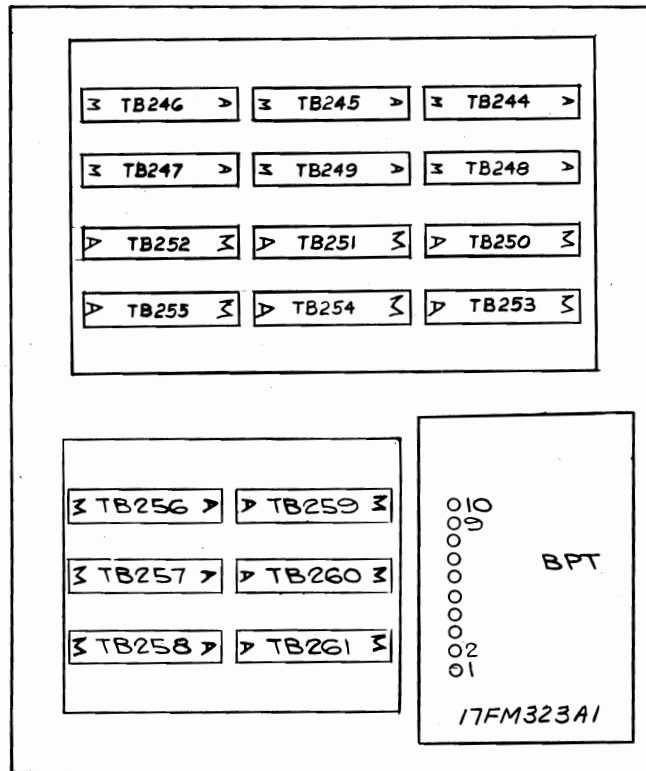 M TB246 A M TB245 A M TB244 A
M TB247 A M TB249 A M TB248 A
A TB252 M A TB251 M A TB250 M
A TB255 M A TB254 M A TB253 M
M TB256 A A TB259 M
M TB257 A A TB260 M
M TB258 A A TB261 M
10
9
BPT
2
1
17FM323A1